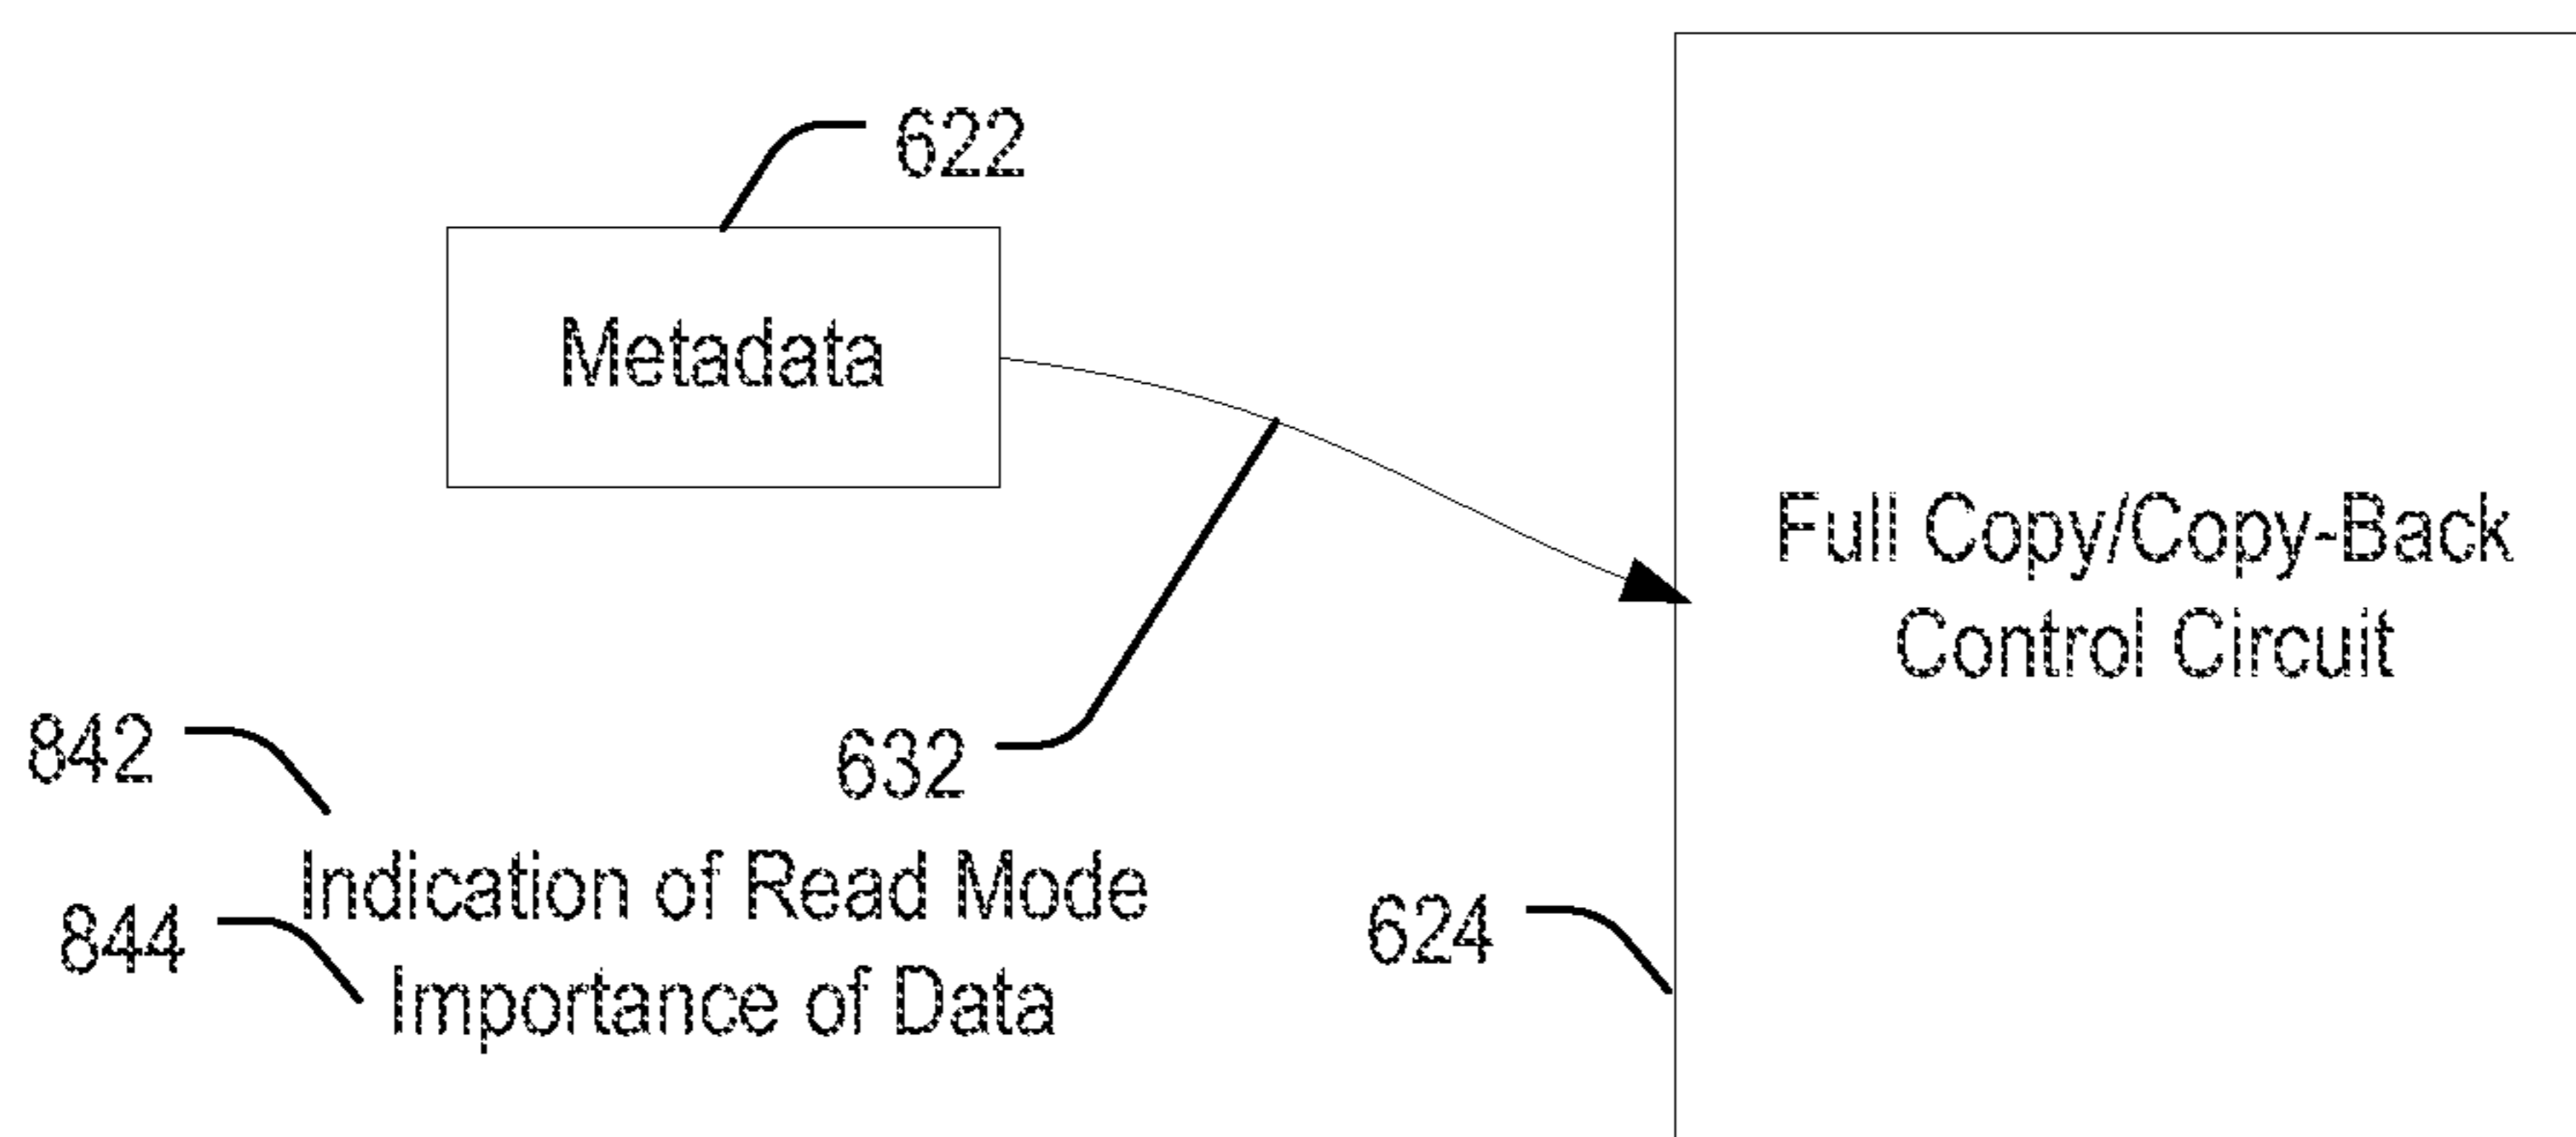 622
Metadata
Full Copy/Copy-Back
Control Circuit
842
632
Indication of Read Mode
844
624
Importance of Data